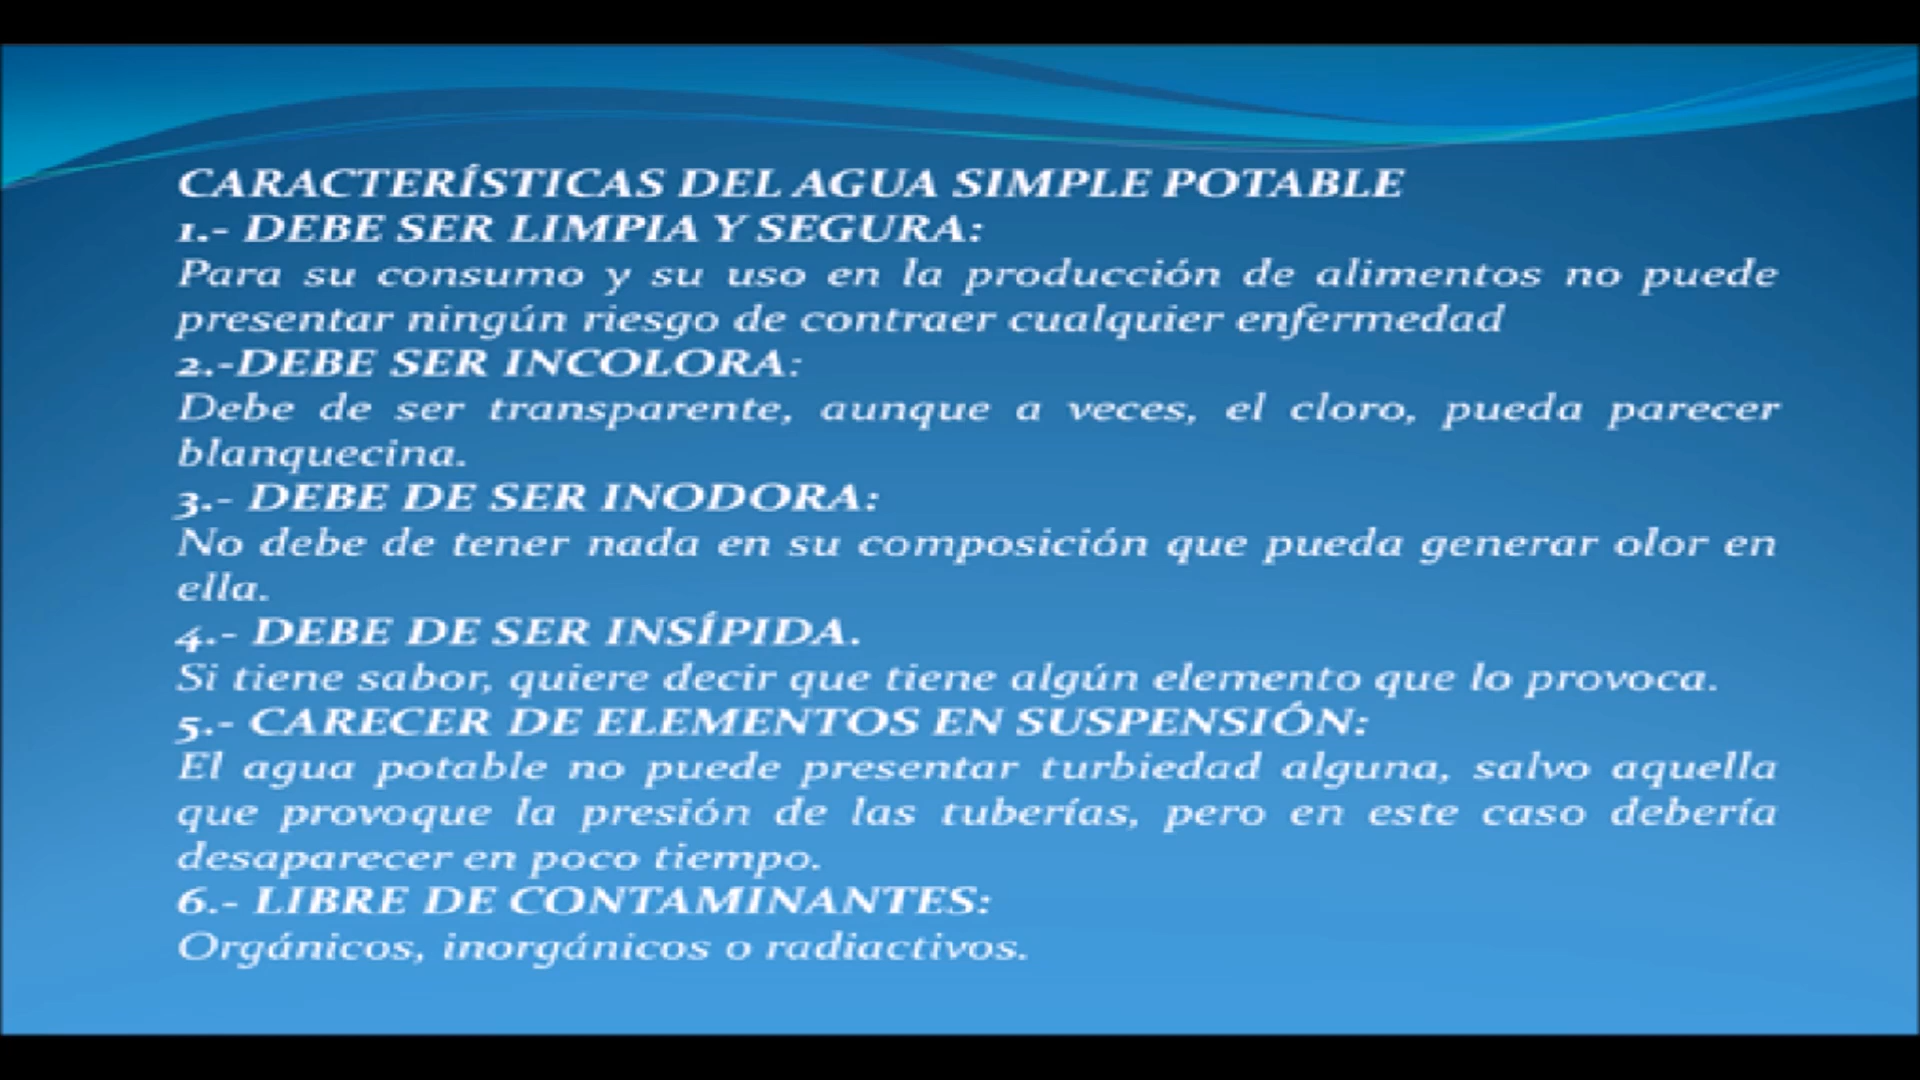 CARACTERÍSTICAS DEL AGUA SIMPLE POTABLE
1.- DEBE SER LIMPIA Y SEGURA:
Para su consumo y su uso en la producción de alimentos no puede
presentar ningún riesgo de contraer cualquier enfermedad
2.-DEBE SER INCOLORA:
Debe de ser transparente, aunque a veces, el cloro, pueda parecer
blanquecina.
3.- DEBE DE SER INODORA:
No debe de tener nada en su composición que pueda generar olor en
ella.
4.- DEBE DE SER INSÍPIDA.
Si tiene sabor, quiere decir que tiene algún elemento que lo provoca.
5.- CARECER DE ELEMENTOS EN SUSPENSIÓN:
El agua potable no puede presentar turbiedad alguna, salvo aquella
que provoque la presión de las tuberías, pero en este caso debería
desaparecer en poco tiempo.
6.- LIBRE DE CONTAMINANTES:
Orgánicos, inorgánicos o radiactivos.